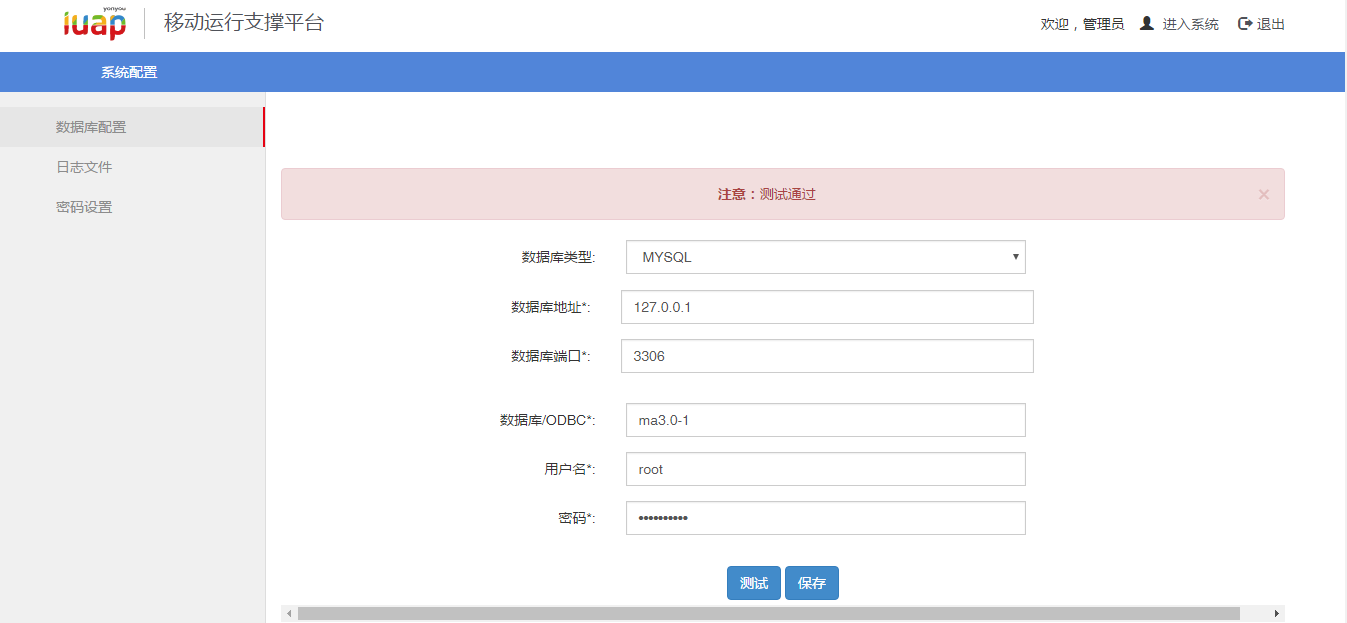 yonyou
iuap
移动运行支撑平台
欢迎，管理员 进入系统 退出
系统配置
数据库配置
日志文件
密码设置
注意：测试通过 ×
数据库类型: MYSQL
数据库地址*: 127.0.0.1
数据库端口*: 3306
数据库/ODBC*: ma3.0-1
用户名*: root
密码*: ••••••••••
测试 保存